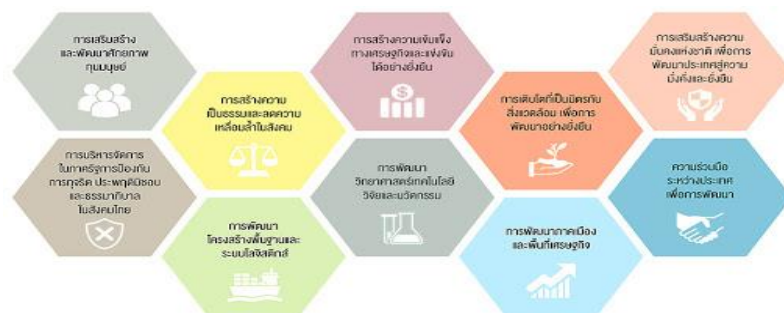 การเสริมสร้าง
และพัฒนาศักยภาพ
ทุนมนุษย์
การสร้างความ
เป็นธรรมและลดความ
เหลื่อมล้ำในสังคม
การสร้างความเข้มแข็ง
ทางเศรษฐกิจและแข่งขัน
ได้อย่างยั่งยืน
การเติบโตที่เป็นมิตรกับ
สิ่งแวดล้อม เพื่อการ
พัฒนาอย่างยั่งยืน
การเสริมสร้างความ
มั่นคงแห่งชาติ เพื่อการ
พัฒนาประเทศสู่ความ
มั่งคั่งและยั่งยืน
การบริหารจัดการ
ในภาครัฐการป้องกัน
การทุจริต ประพฤติมิชอบ
และธรรมาภิบาล
ในสังคมไทย
การพัฒนา
โครงสร้างพื้นฐานและ
ระบบโลจิสติกส์
การพัฒนา
วิทยาศาสตร์เทคโนโลยี
วิจัยและนวัตกรรม
การพัฒนาภาคเมือง
และพื้นที่เศรษฐกิจ
ความร่วมมือ
ระหว่างประเทศ
เพื่อการพัฒนา